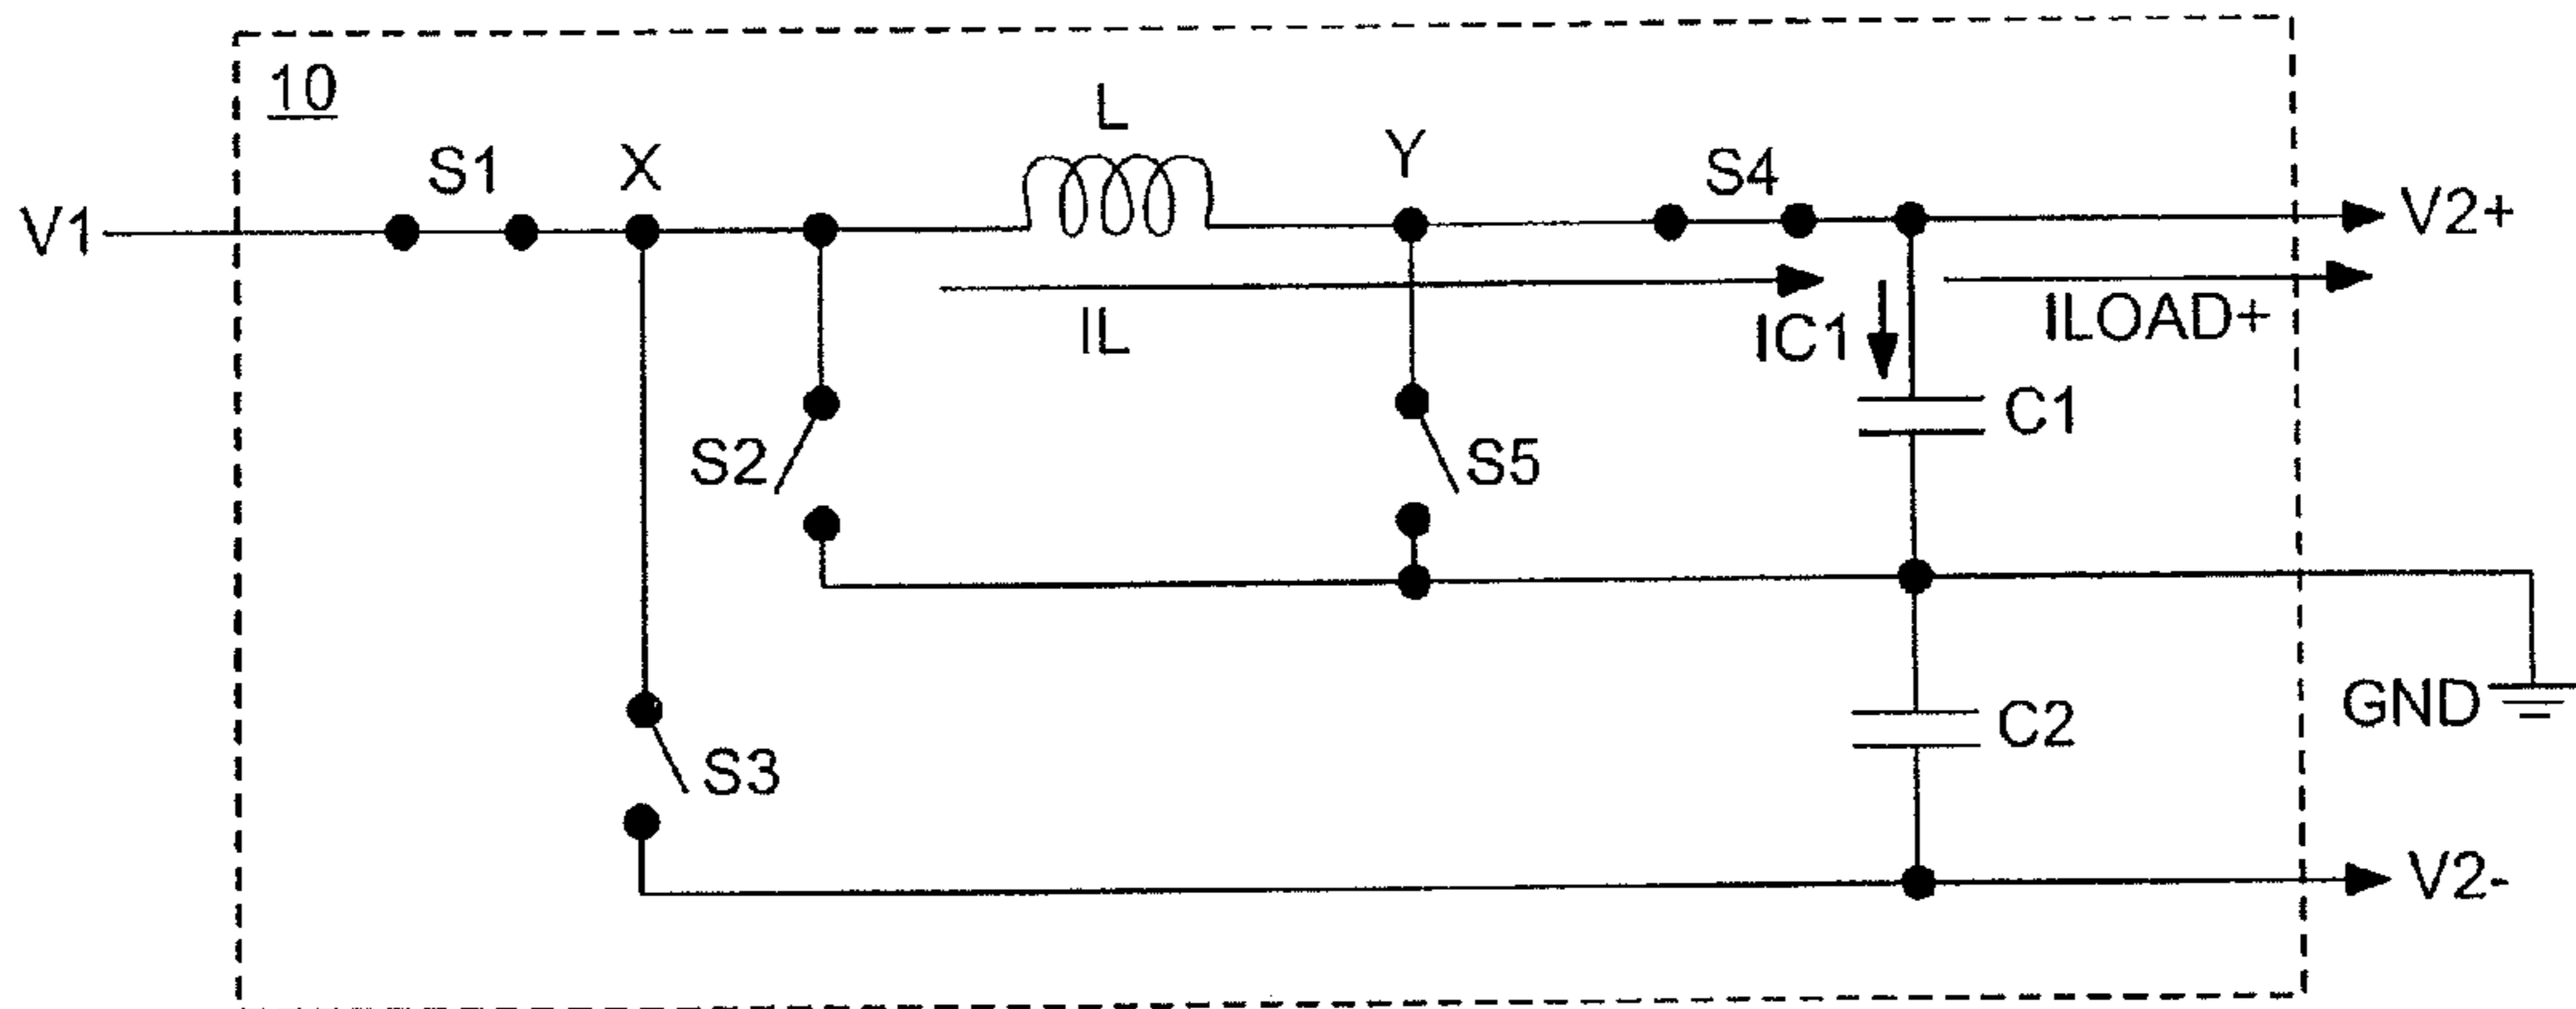 10
L
S1
X
Y
S4
V1
V2+
IL
IC1
ILOAD+
C1
S2
S5
GND
C2
S3
V2-